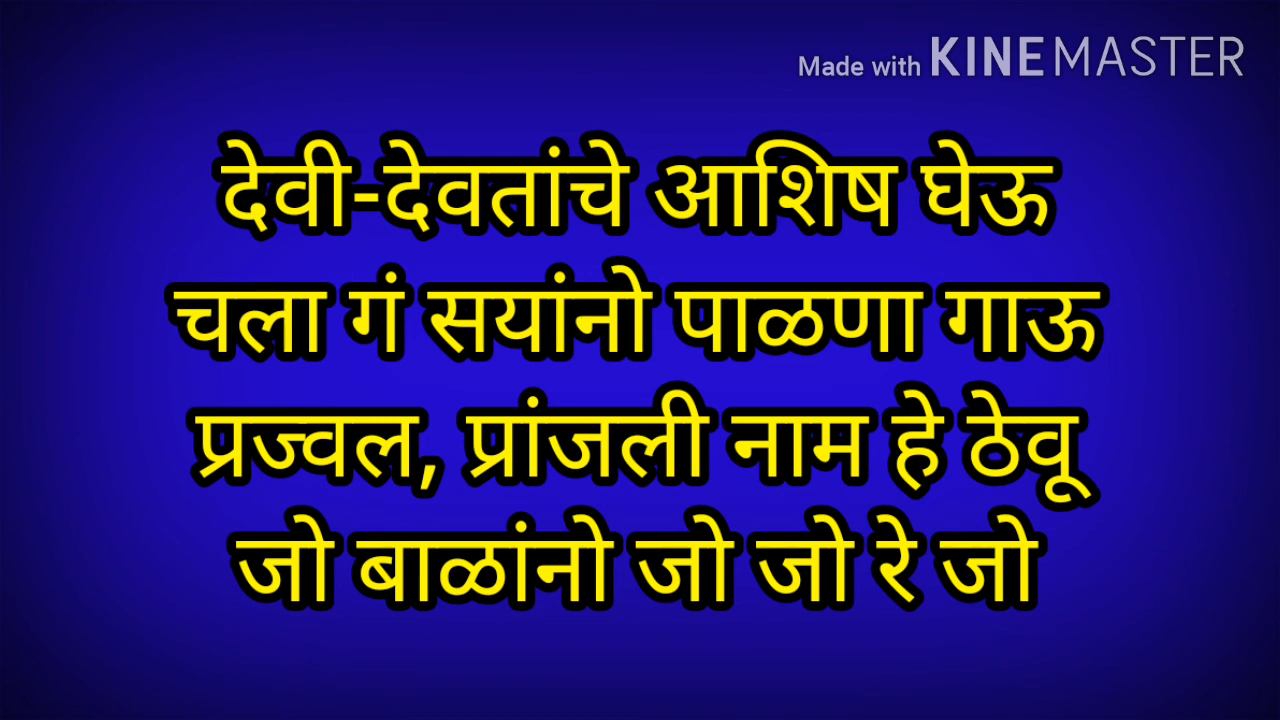 Made with KINEMASTER
देवी-देवतांचे आशिष घेऊ
चला गं सयांनो पाळणा गाऊ
प्रज्वल, प्रांजली नाम हे ठेवू
जो बाळांनो जो जो रे जो